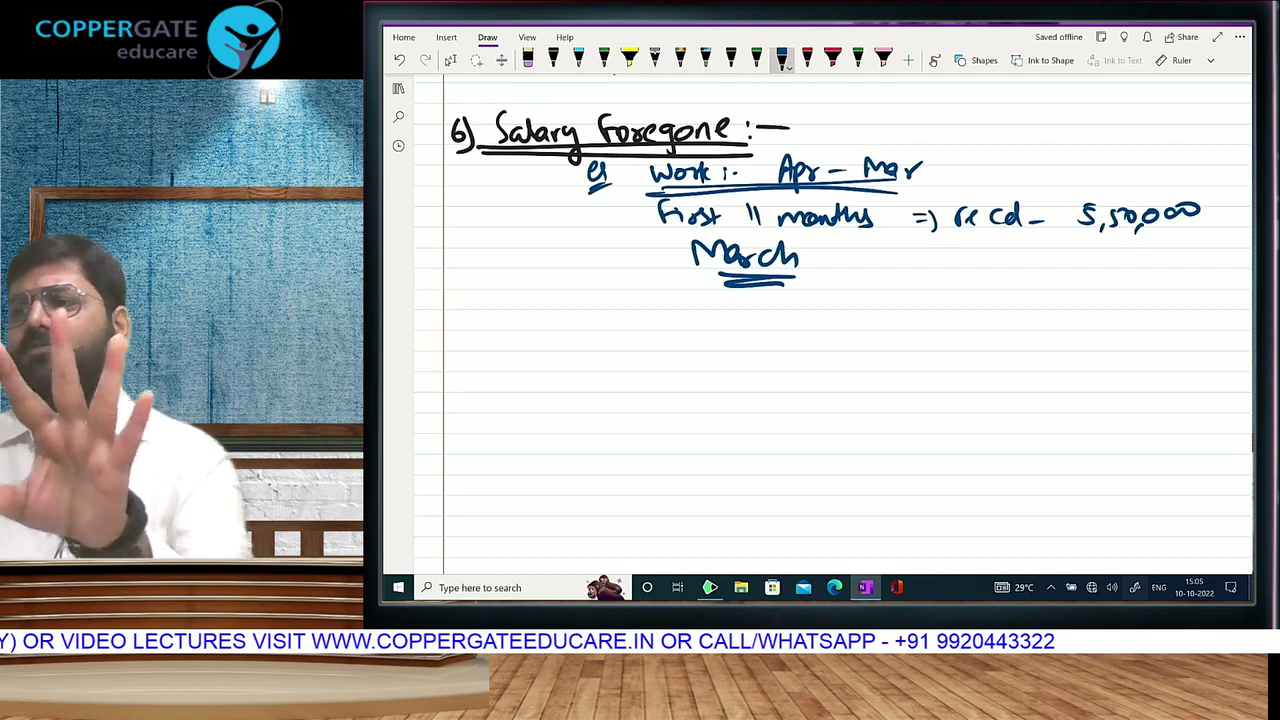 COPPERGATE
educare
Home Insert Draw View Help
Saved offline Share
Shapes Ink to Shape Ink to Text Ruler
6) Salary Foregone :-
eg Work :- Apr - Mar
First 11 months => recd - 5,50,000
March
Type here to search
29°C ENG 15:05
10-10-2022
Y) OR VIDEO LECTURES VISIT WWW.COPPERGATEEDUCARE.IN OR CALL/WHATSAPP - +91 9920443322